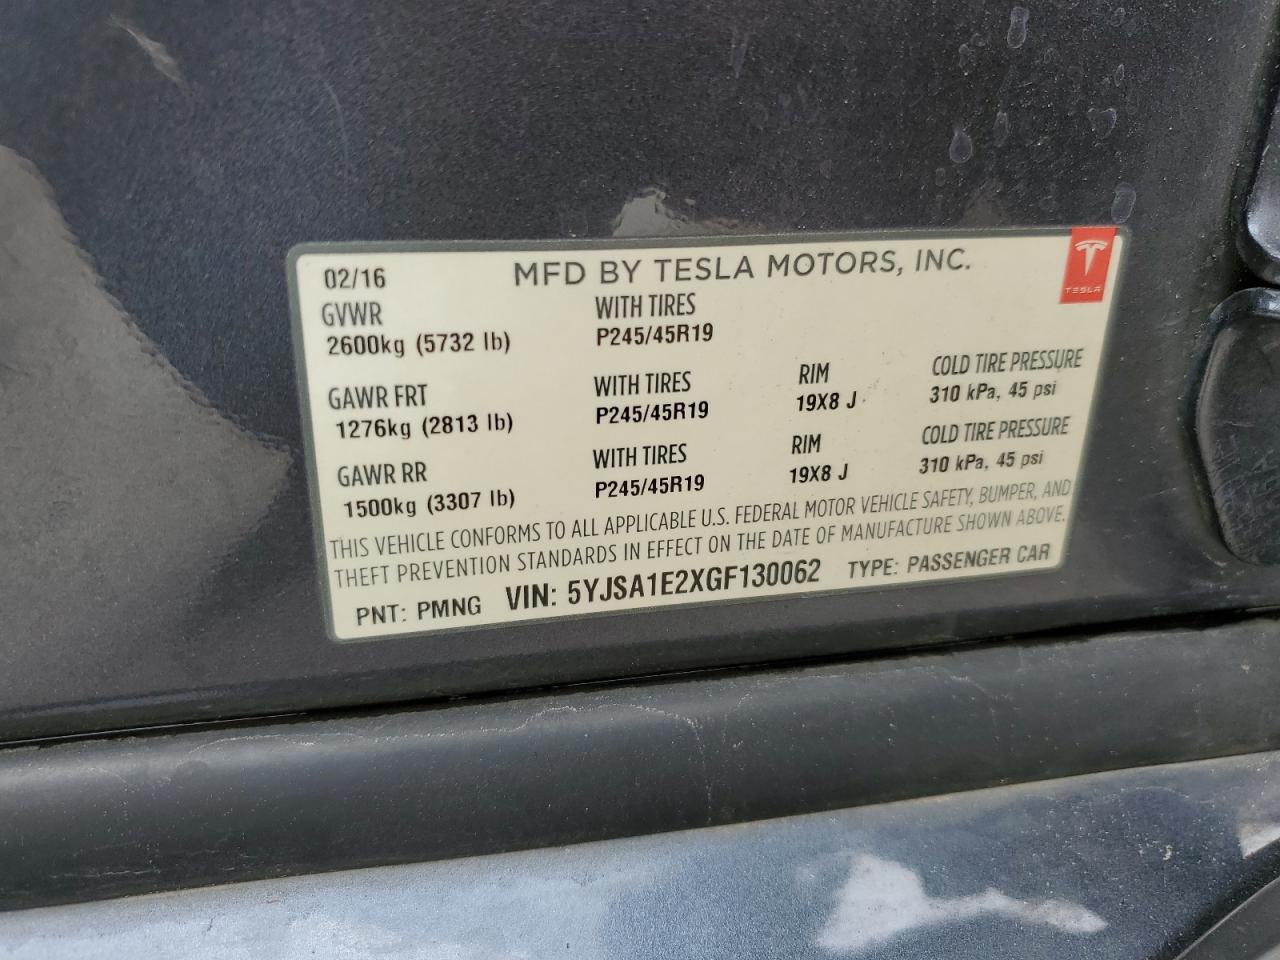 02/16 MFD BY TESLA MOTORS, INC.
TESLA
GVWR WITH TIRES
2600kg (5732 lb) P245/45R19
GAWR FRT WITH TIRES RIM COLD TIRE PRESSURE
1276kg (2813 lb) P245/45R19 19X8 J 310 kPa, 45 psi
GAWR RR WITH TIRES RIM COLD TIRE PRESSURE
1500kg (3307 lb) P245/45R19 19X8 J 310 kPa, 45 psi
THIS VEHICLE CONFORMS TO ALL APPLICABLE U.S. FEDERAL MOTOR VEHICLE SAFETY, BUMPER, AND
THEFT PREVENTION STANDARDS IN EFFECT ON THE DATE OF MANUFACTURE SHOWN ABOVE.
PNT: PMNG VIN: 5YJSA1E2XGF130062 TYPE: PASSENGER CAR